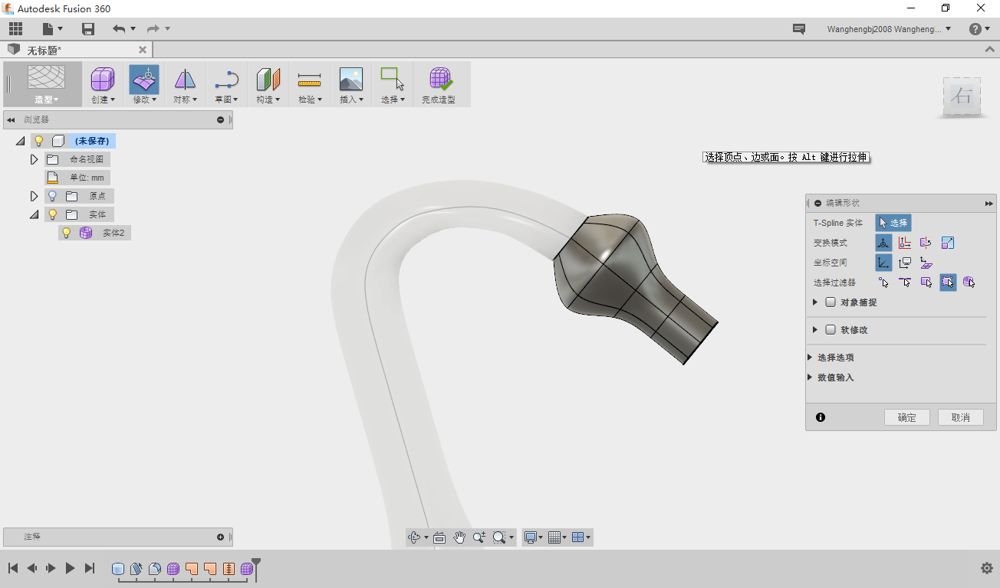 Autodesk Fusion 360
Wanghengbj2008 Wanghengl...
无标题*
造型
创建
修改
对称
草图
构造
检验
插入
选择
完成造型
右
浏览器
(未保存)
命名视图
单位: mm
原点
实体
实体2
选择顶点、边或面。按 Alt 键进行拉伸
编辑形状
T-Spline 实体
选择
变换模式
坐标空间
选择过滤器
对象捕捉
软修改
选择选项
数值输入
确定
取消
注释